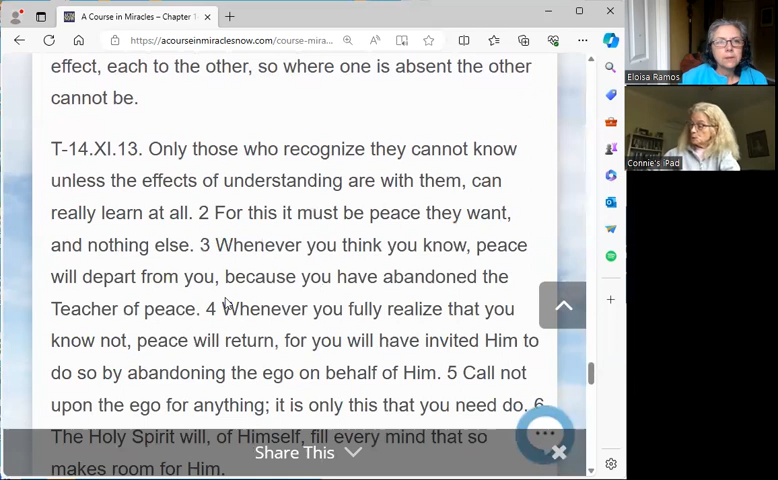 A Course in Miracles – Chapter 1
https://acourseinmiraclesnow.com/course-mira...
effect, each to the other, so where one is absent the other
cannot be.
T-14.XI.13. Only those who recognize they cannot know
unless the effects of understanding are with them, can
really learn at all. 2 For this it must be peace they want,
and nothing else. 3 Whenever you think you know, peace
will depart from you, because you have abandoned the
Teacher of peace. 4 Whenever you fully realize that you
know not, peace will return, for you will have invited Him to
do so by abandoning the ego on behalf of Him. 5 Call not
upon the ego for anything; it is only this that you need do. 6
The Holy Spirit will, of Himself, fill every mind that so
makes room for Him.
Share This
Eloisa Ramos
Connie's iPad